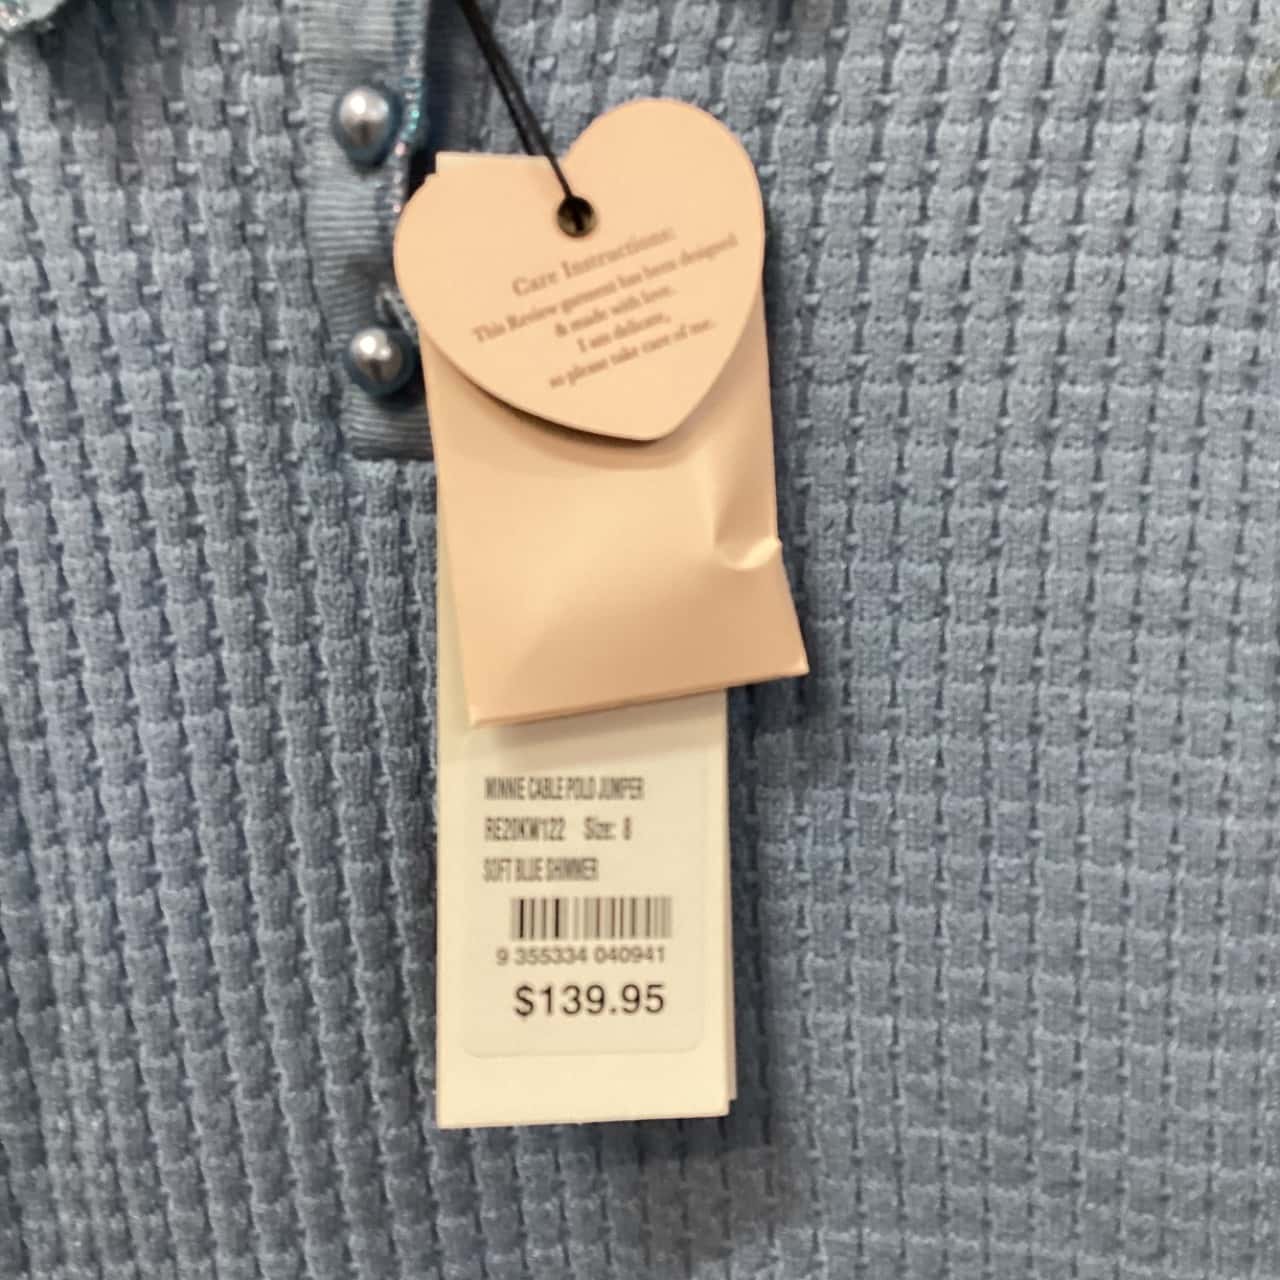 Care Instructions:
This Review garment has been designed
& made with love.
I am delicate,
so please take care of me.
MINNIE CABLE POLO JUMPER
RE20KW122 Size: 8
SOFT BLUE SHIMMER
9 355334 040941
$139.95